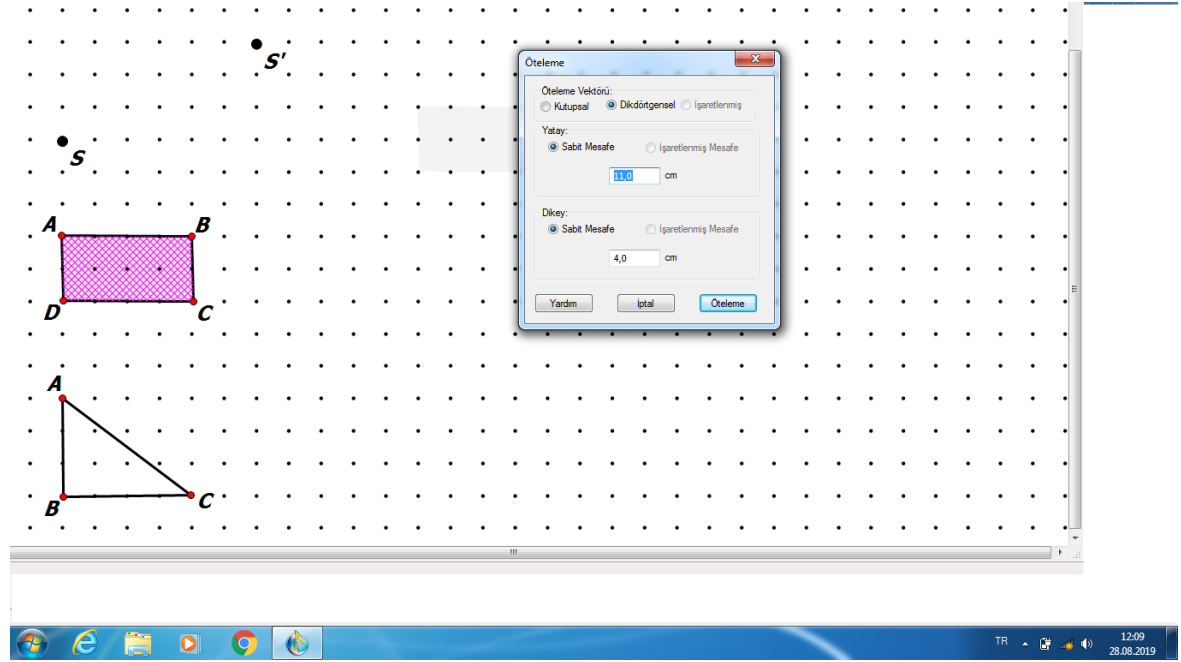 S'
S
A
B
D
C
A
B
C
Öteleme
Öteleme Vektörü:
Kutupsal Dikdörtgensel İşaretlenmiş
Yatay:
Sabit Mesafe İşaretlenmiş Mesafe
11,0 cm
Dikey:
Sabit Mesafe İşaretlenmiş Mesafe
4,0 cm
Yardım İptal Öteleme
TR 12:09
28.08.2019